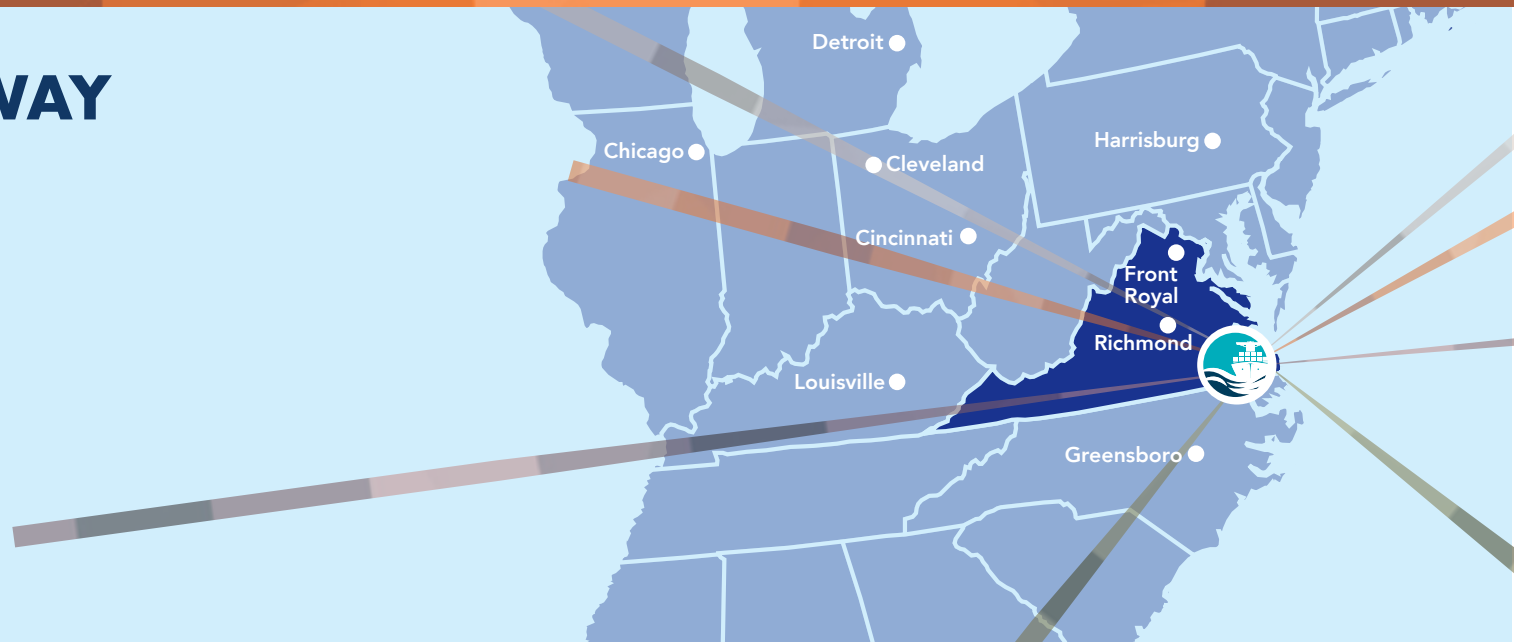 WAY
Detroit
Chicago
Cleveland
Harrisburg
Cincinnati
Front
Royal
Richmond
Louisville
Greensboro